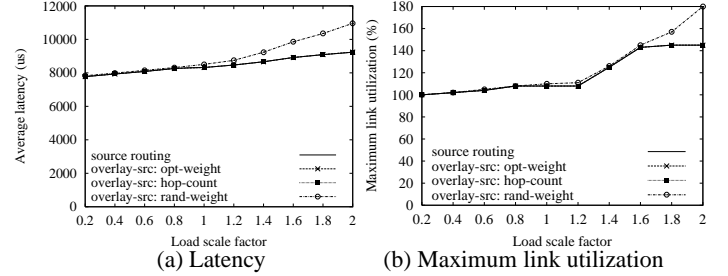 12000
10000
8000
6000
4000
2000
0
Average latency (us)
source routing
overlay-src: opt-weight
overlay-src: hop-count
overlay-src: rand-weight
0.2 0.4 0.6 0.8 1 1.2 1.4 1.6 1.8 2
Load scale factor
(a) Latency
180
160
140
120
100
80
60
40
20
0
Maximum link utilization (%)
source routing
overlay-src: opt-weight
overlay-src: hop-count
overlay-src: rand-weight
0.2 0.4 0.6 0.8 1 1.2 1.4 1.6 1.8 2
Load scale factor
(b) Maximum link utilization